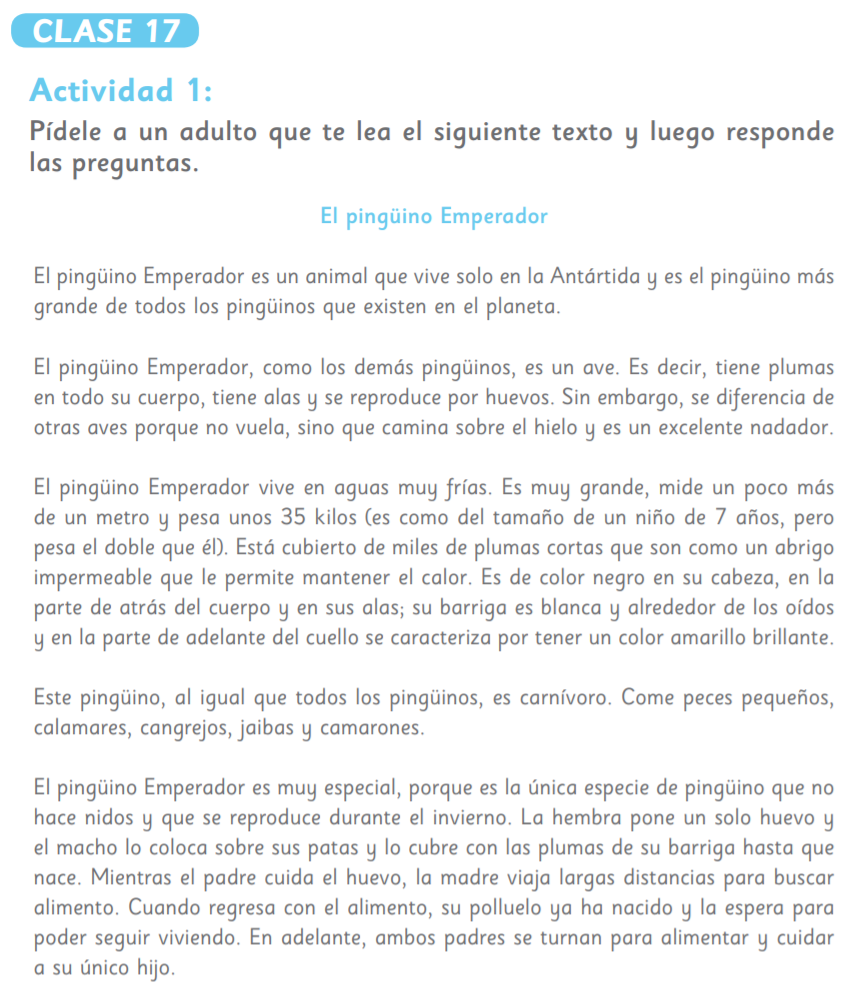 CLASE 17
Actividad 1:
Pídele a un adulto que te lea el siguiente texto y luego responde
las preguntas.
El pingüino Emperador
El pingüino Emperador es un animal que vive solo en la Antártida y es el pingüino más
grande de todos los pingüinos que existen en el planeta.
El pingüino Emperador, como los demás pingüinos, es un ave. Es decir, tiene plumas
en todo su cuerpo, tiene alas y se reproduce por huevos. Sin embargo, se diferencia de
otras aves porque no vuela, sino que camina sobre el hielo y es un excelente nadador.
El pingüino Emperador vive en aguas muy frías. Es muy grande, mide un poco más
de un metro y pesa unos 35 kilos (es como del tamaño de un niño de 7 años, pero
pesa el doble que él). Está cubierto de miles de plumas cortas que son como un abrigo
impermeable que le permite mantener el calor. Es de color negro en su cabeza, en la
parte de atrás del cuerpo y en sus alas; su barriga es blanca y alrededor de los oídos
y en la parte de adelante del cuello se caracteriza por tener un color amarillo brillante.
Este pingüino, al igual que todos los pingüinos, es carnívoro. Come peces pequeños,
calamares, cangrejos, jaibas y camarones.
El pingüino Emperador es muy especial, porque es la única especie de pingüino que no
hace nidos y que se reproduce durante el invierno. La hembra pone un solo huevo y
el macho lo coloca sobre sus patas y lo cubre con las plumas de su barriga hasta que
nace. Mientras el padre cuida el huevo, la madre viaja largas distancias para buscar
alimento. Cuando regresa con el alimento, su polluelo ya ha nacido y la espera para
poder seguir viviendo. En adelante, ambos padres se turnan para alimentar y cuidar
a su único hijo.